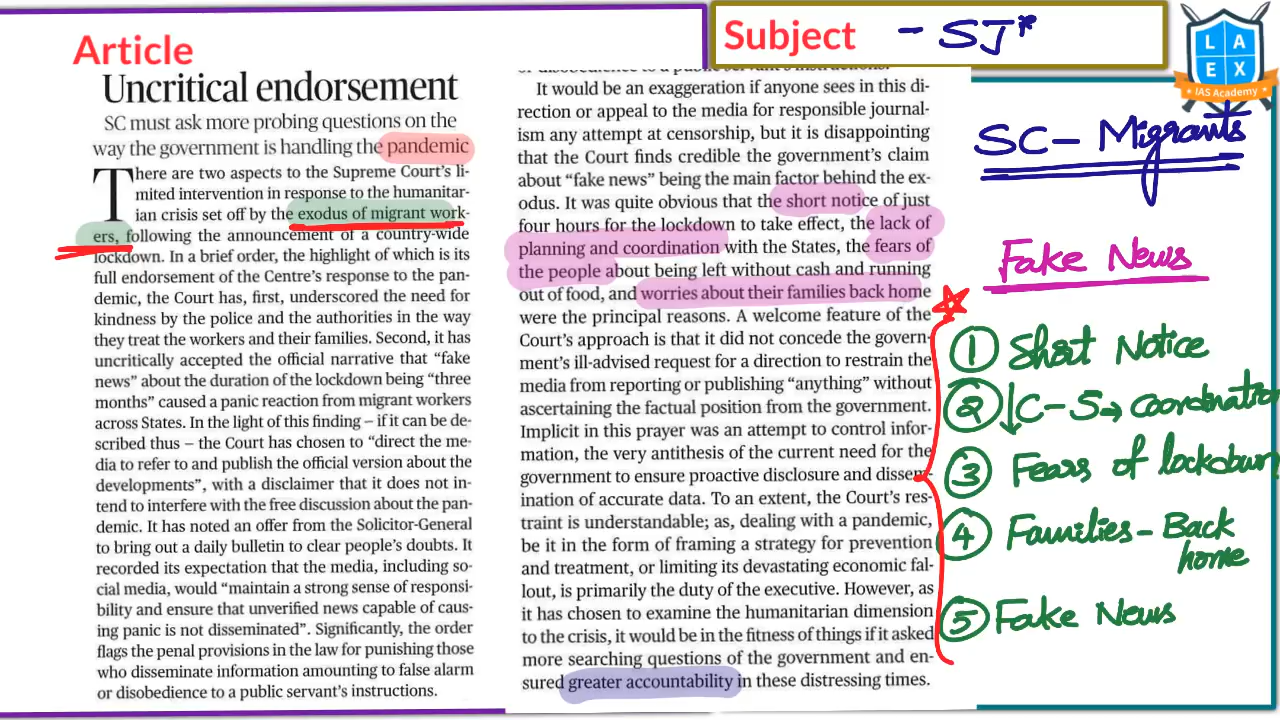 Article
Subject
- SJ*
L A
E X
IAS Academy
Uncritical endorsement
SC must ask more probing questions on the
way the government is handling the pandemic
There are two aspects to the Supreme Court's li-
mited intervention in response to the humanitar-
ian crisis set off by the exodus of migrant work-
ers, following the announcement of a country-wide
lockdown. In a brief order, the highlight of which is its
full endorsement of the Centre's response to the pan-
demic, the Court has, first, underscored the need for
kindness by the police and the authorities in the way
they treat the workers and their families. Second, it has
uncritically accepted the official narrative that “fake
news” about the duration of the lockdown being “three
months” caused a panic reaction from migrant workers
across States. In the light of this finding – if it can be de-
scribed thus – the Court has chosen to “direct the me-
dia to refer to and publish the official version about the
developments”, with a disclaimer that it does not in-
tend to interfere with the free discussion about the pan-
demic. It has noted an offer from the Solicitor-General
to bring out a daily bulletin to clear people's doubts. It
recorded its expectation that the media, including so-
cial media, would “maintain a strong sense of responsi-
bility and ensure that unverified news capable of caus-
ing panic is not disseminated”. Significantly, the order
flags the penal provisions in the law for punishing those
who disseminate information amounting to false alarm
or disobedience to a public servant's instructions.
or disobedience to a public servant's instructions.
It would be an exaggeration if anyone sees in this di-
rection or appeal to the media for responsible journal-
ism any attempt at censorship, but it is disappointing
that the Court finds credible the government's claim
about “fake news” being the main factor behind the ex-
odus. It was quite obvious that the short notice of just
four hours for the lockdown to take effect, the lack of
planning and coordination with the States, the fears of
the people about being left without cash and running
out of food, and worries about their families back home
were the principal reasons. A welcome feature of the
Court's approach is that it did not concede the govern-
ment's ill-advised request for a direction to restrain the
media from reporting or publishing “anything” without
ascertaining the factual position from the government.
Implicit in this prayer was an attempt to control infor-
mation, the very antithesis of the current need for the
government to ensure proactive disclosure and dissem-
ination of accurate data. To an extent, the Court's res-
traint is understandable; as, dealing with a pandemic,
be it in the form of framing a strategy for prevention
and treatment, or limiting its devastating economic fal-
lout, is primarily the duty of the executive. However, as
it has chosen to examine the humanitarian dimension
to the crisis, it would be in the fitness of things if it asked
more searching questions of the government and en-
sured greater accountability in these distressing times.
SC - Migrants
Fake News
1 Short Notice
2 ↓ C-S → coordination
3 Fears of lockdown
4 Families - Back
home
5 Fake News